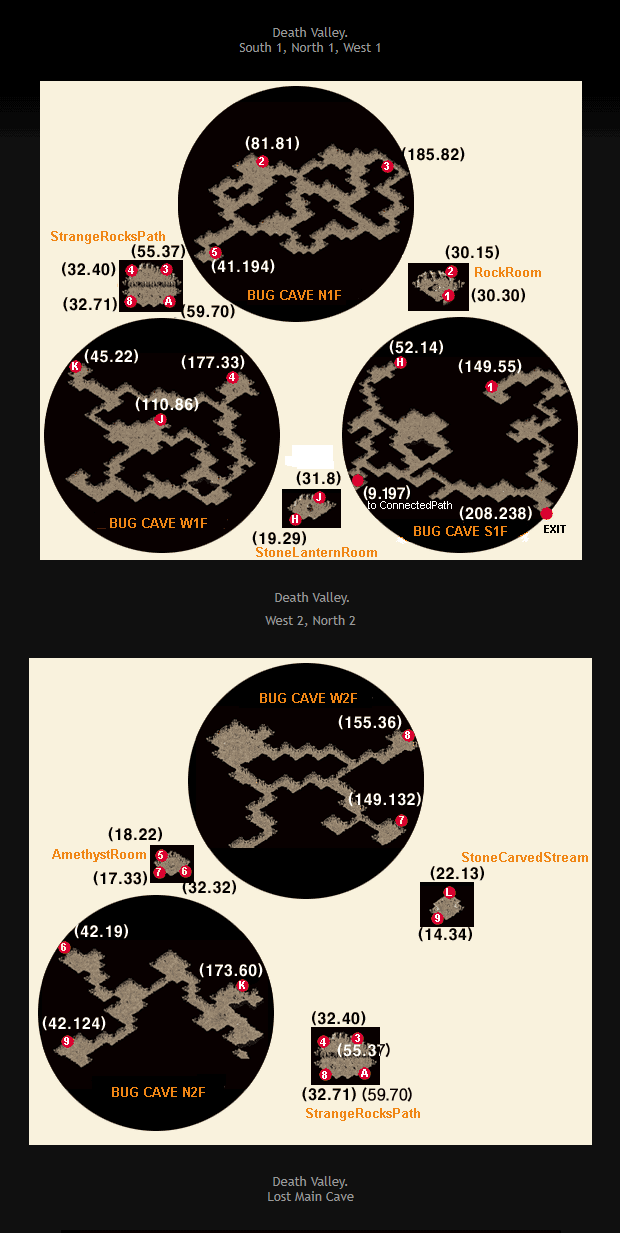 Death Valley.
South 1, North 1, West 1
(81.81)
2
3
(185.82)
StrangeRocksPath
(55.37)
5
(41.194)
(30.15)
(32.40)
4
3
2
RockRoom
(32.71)
8
A
(59.70)
BUG CAVE N1F
1
(30.30)
(45.22)
K
(177.33)
4
(110.86)
J
(52.14)
H
(149.55)
1
(31.8)
J
(9.197)
to ConnectedPath
(208.238)
BUG CAVE W1F
H
(19.29)
BUG CAVE S1F
EXIT
StoneLanternRoom
Death Valley.
West 2, North 2
BUG CAVE W2F
(155.36)
8
(149.132)
7
(18.22)
AmethystRoom
5
(17.33)
7
6
(32.32)
StoneCarvedStream
(22.13)
L
9
(14.34)
(42.19)
6
(173.60)
K
(42.124)
9
(32.40)
4
3
(55.37)
8
A
BUG CAVE N2F
(32.71) (59.70)
StrangeRocksPath
Death Valley.
Lost Main Cave